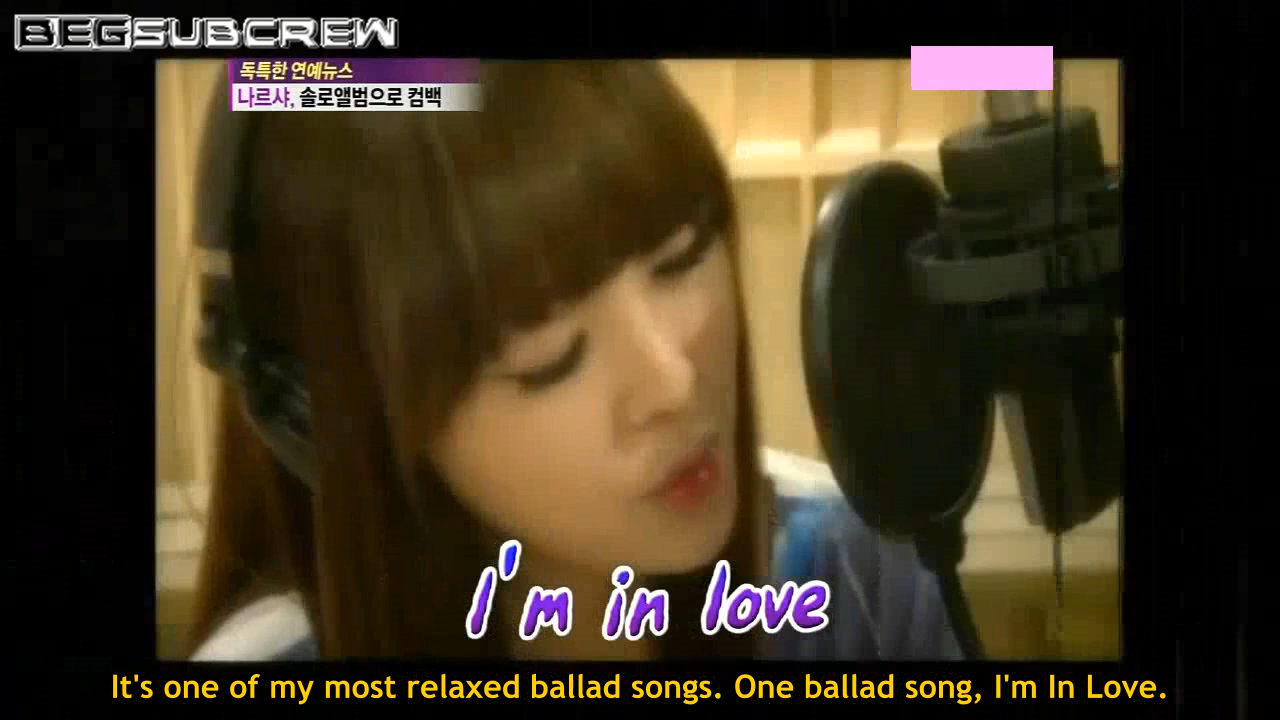 BEGSUBCREW
독특한 연예뉴스
나르샤, 솔로앨범으로 컴백
I'm in love
It's one of my most relaxed ballad songs. One ballad song, I'm In Love.